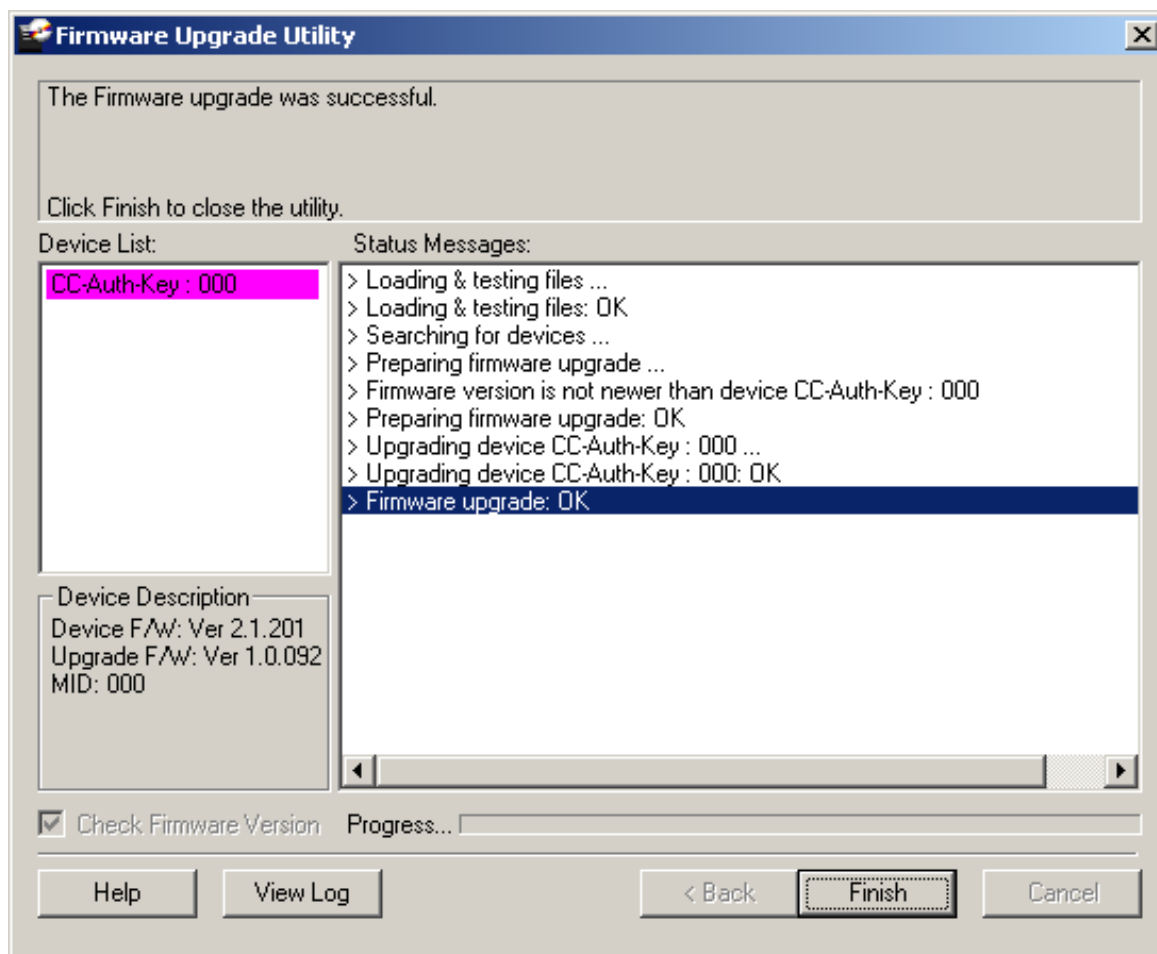 Firmware Upgrade Utility
The Firmware upgrade was successful.
Click Finish to close the utility.
Device List:
CC-Auth-Key : 000
Status Messages:
> Loading & testing files ...
> Loading & testing files: OK
> Searching for devices ...
> Preparing firmware upgrade ...
> Firmware version is not newer than device CC-Auth-Key : 000
> Preparing firmware upgrade: OK
> Upgrading device CC-Auth-Key : 000 ...
> Upgrading device CC-Auth-Key : 000: OK
> Firmware upgrade: OK
Device Description
Device F/W: Ver 2.1.201
Upgrade F/W: Ver 1.0.092
MID: 000
Check Firmware Version
Progress...
Help
View Log
< Back
Finish
Cancel